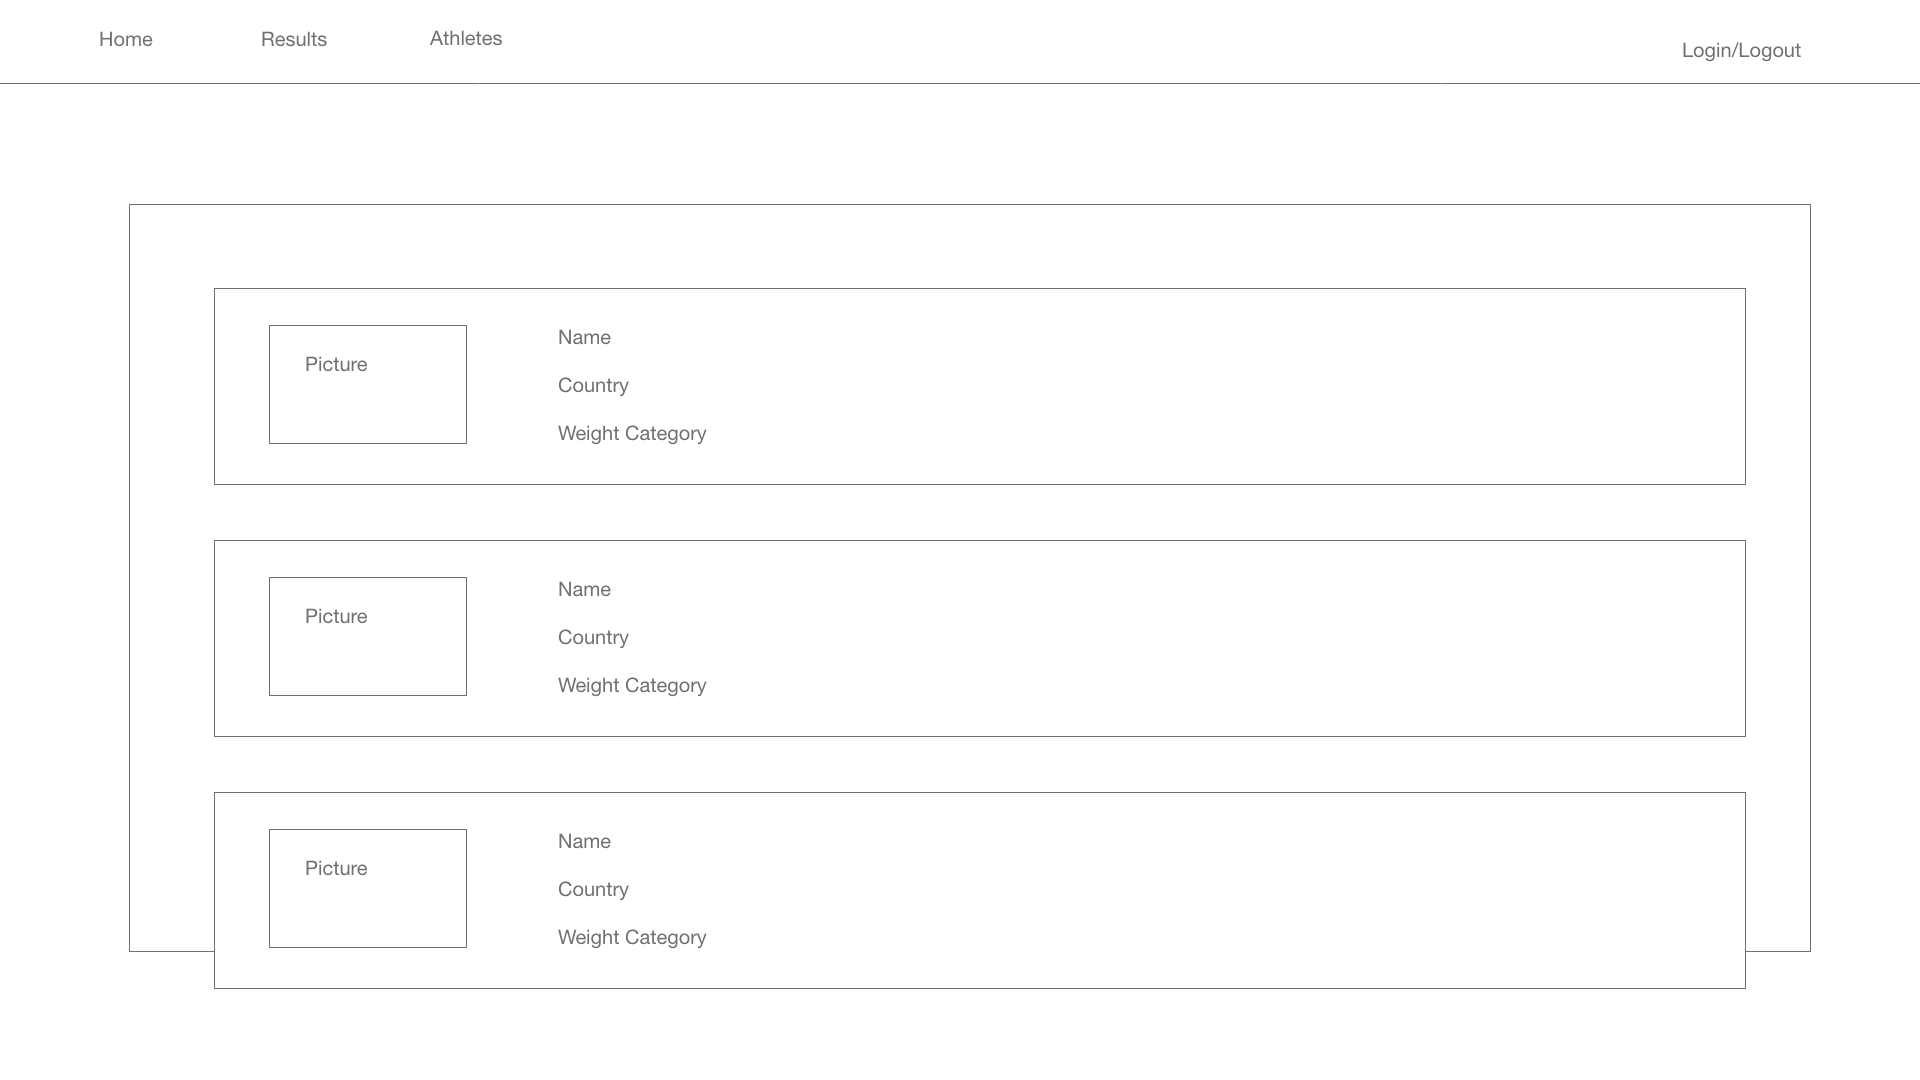 Home
Results
Athletes
Login/Logout
Picture
Name
Country
Weight Category
Picture
Name
Country
Weight Category
Picture
Name
Country
Weight Category